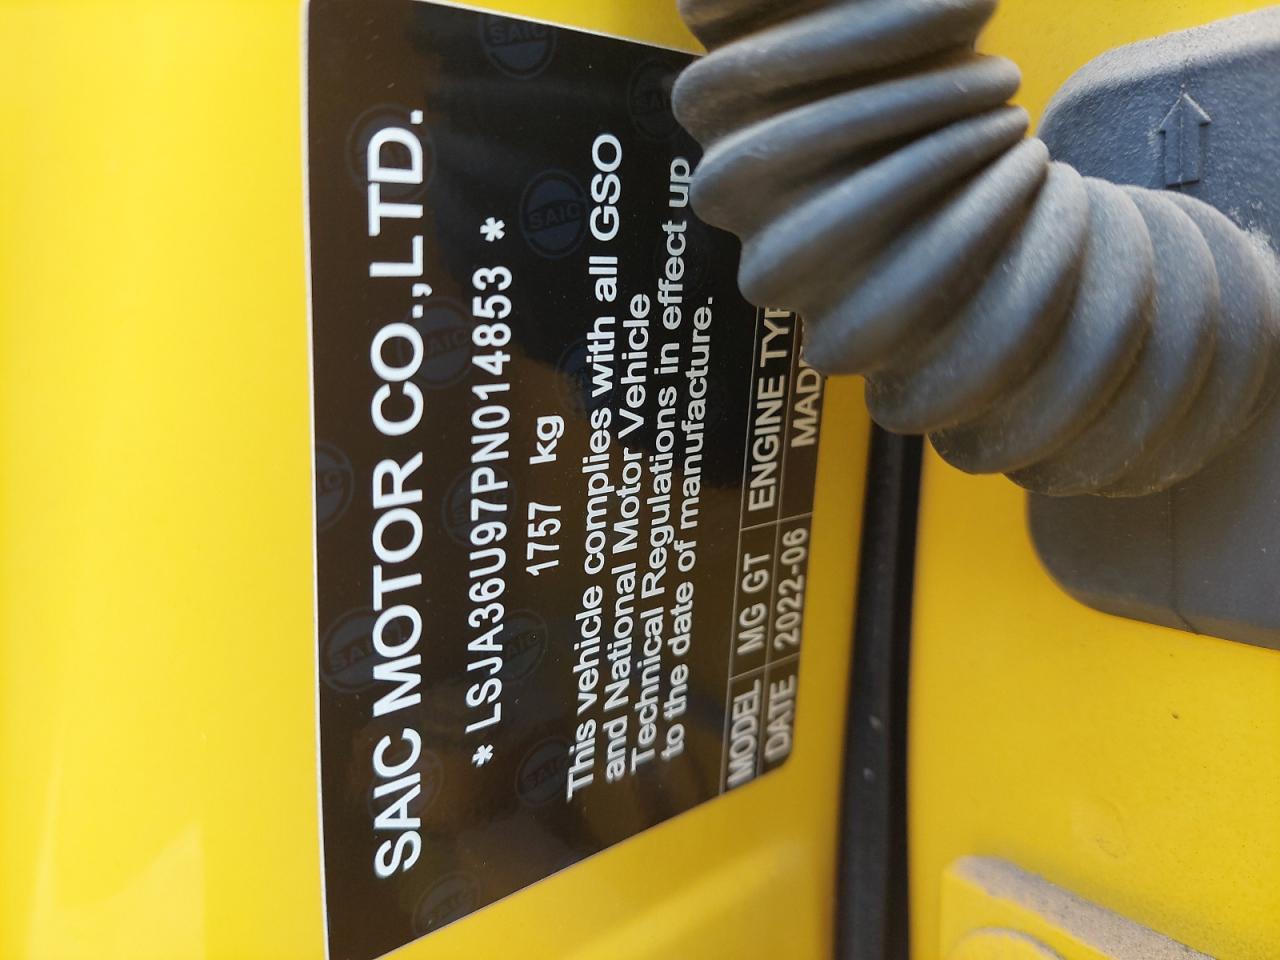 SAIC MOTOR CO.,LTD.
* LSJA36U97PN014853 *
1757 kg
This vehicle complies with all GSO
and National Motor Vehicle
Technical Regulations in effect up
to the date of manufacture.
MODEL MG GT ENGINE
DATE 2022-06